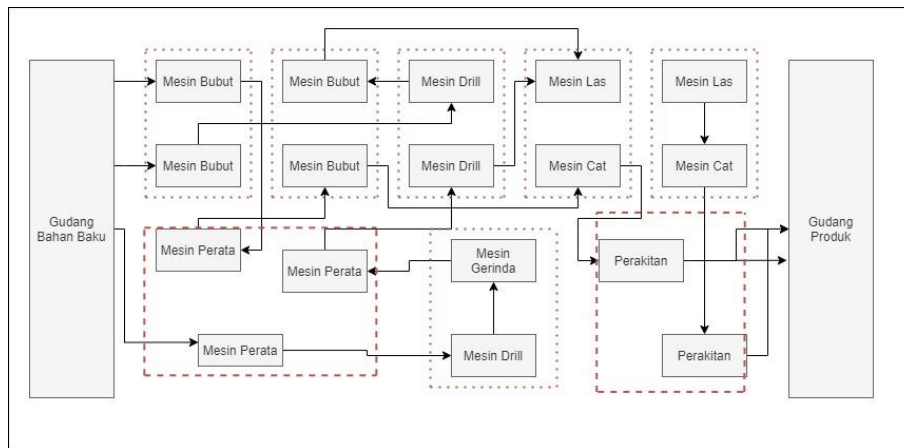 Mesin Bubut
Mesin Bubut
Mesin Drill
Mesin Las
Mesin Las
Mesin Bubut
Mesin Bubut
Mesin Drill
Mesin Cat
Mesin Cat
Gudang
Bahan Baku
Gudang
Produk
Mesin Perata
Mesin Perata
Mesin
Gerinda
Perakitan
Mesin Perata
Mesin Drill
Perakitan